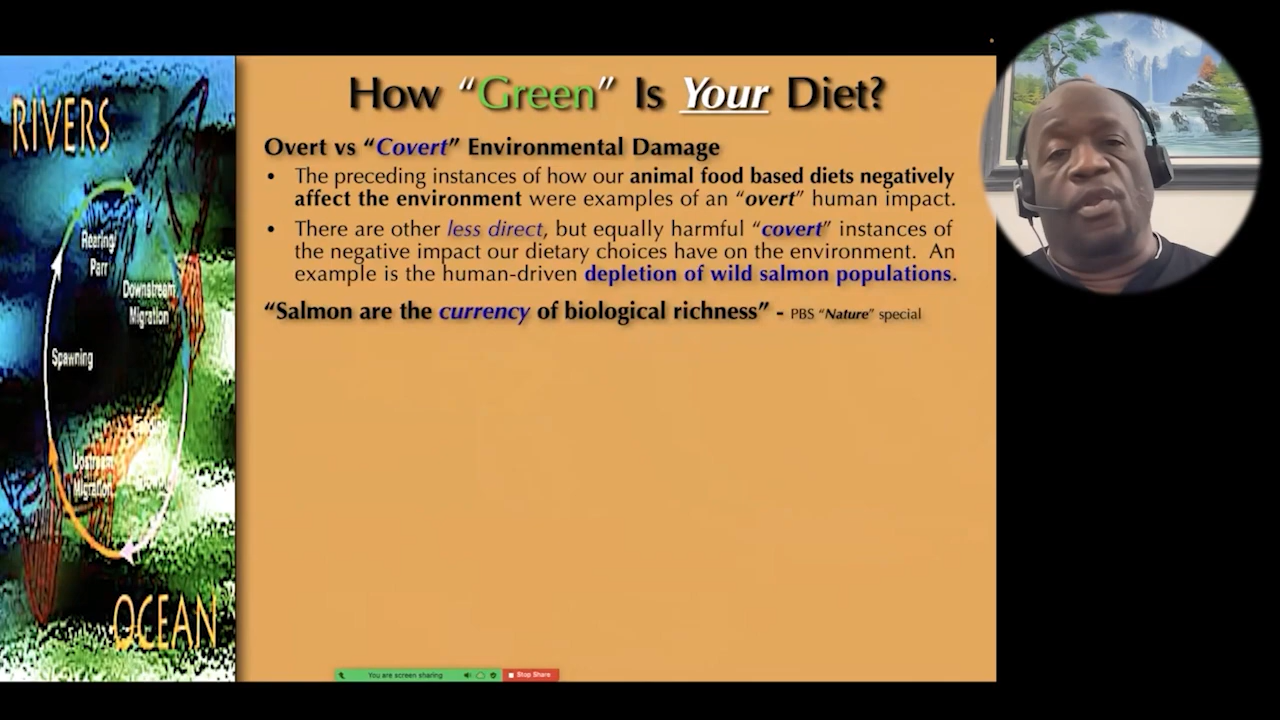 How “Green” Is Your Diet?
Overt vs “Covert” Environmental Damage
• The preceding instances of how our animal food based diets negatively
affect the environment were examples of an “overt” human impact.
• There are other less direct, but equally harmful “covert” instances of
the negative impact our dietary choices have on the environment. An
example is the human-driven depletion of wild salmon populations.
“Salmon are the currency of biological richness” - PBS “Nature” special
RIVERS
Rearing/
Parr
Downstream
Migration
Spawning
Upstream
Migration
OCEAN
You are screen sharing
Stop Share